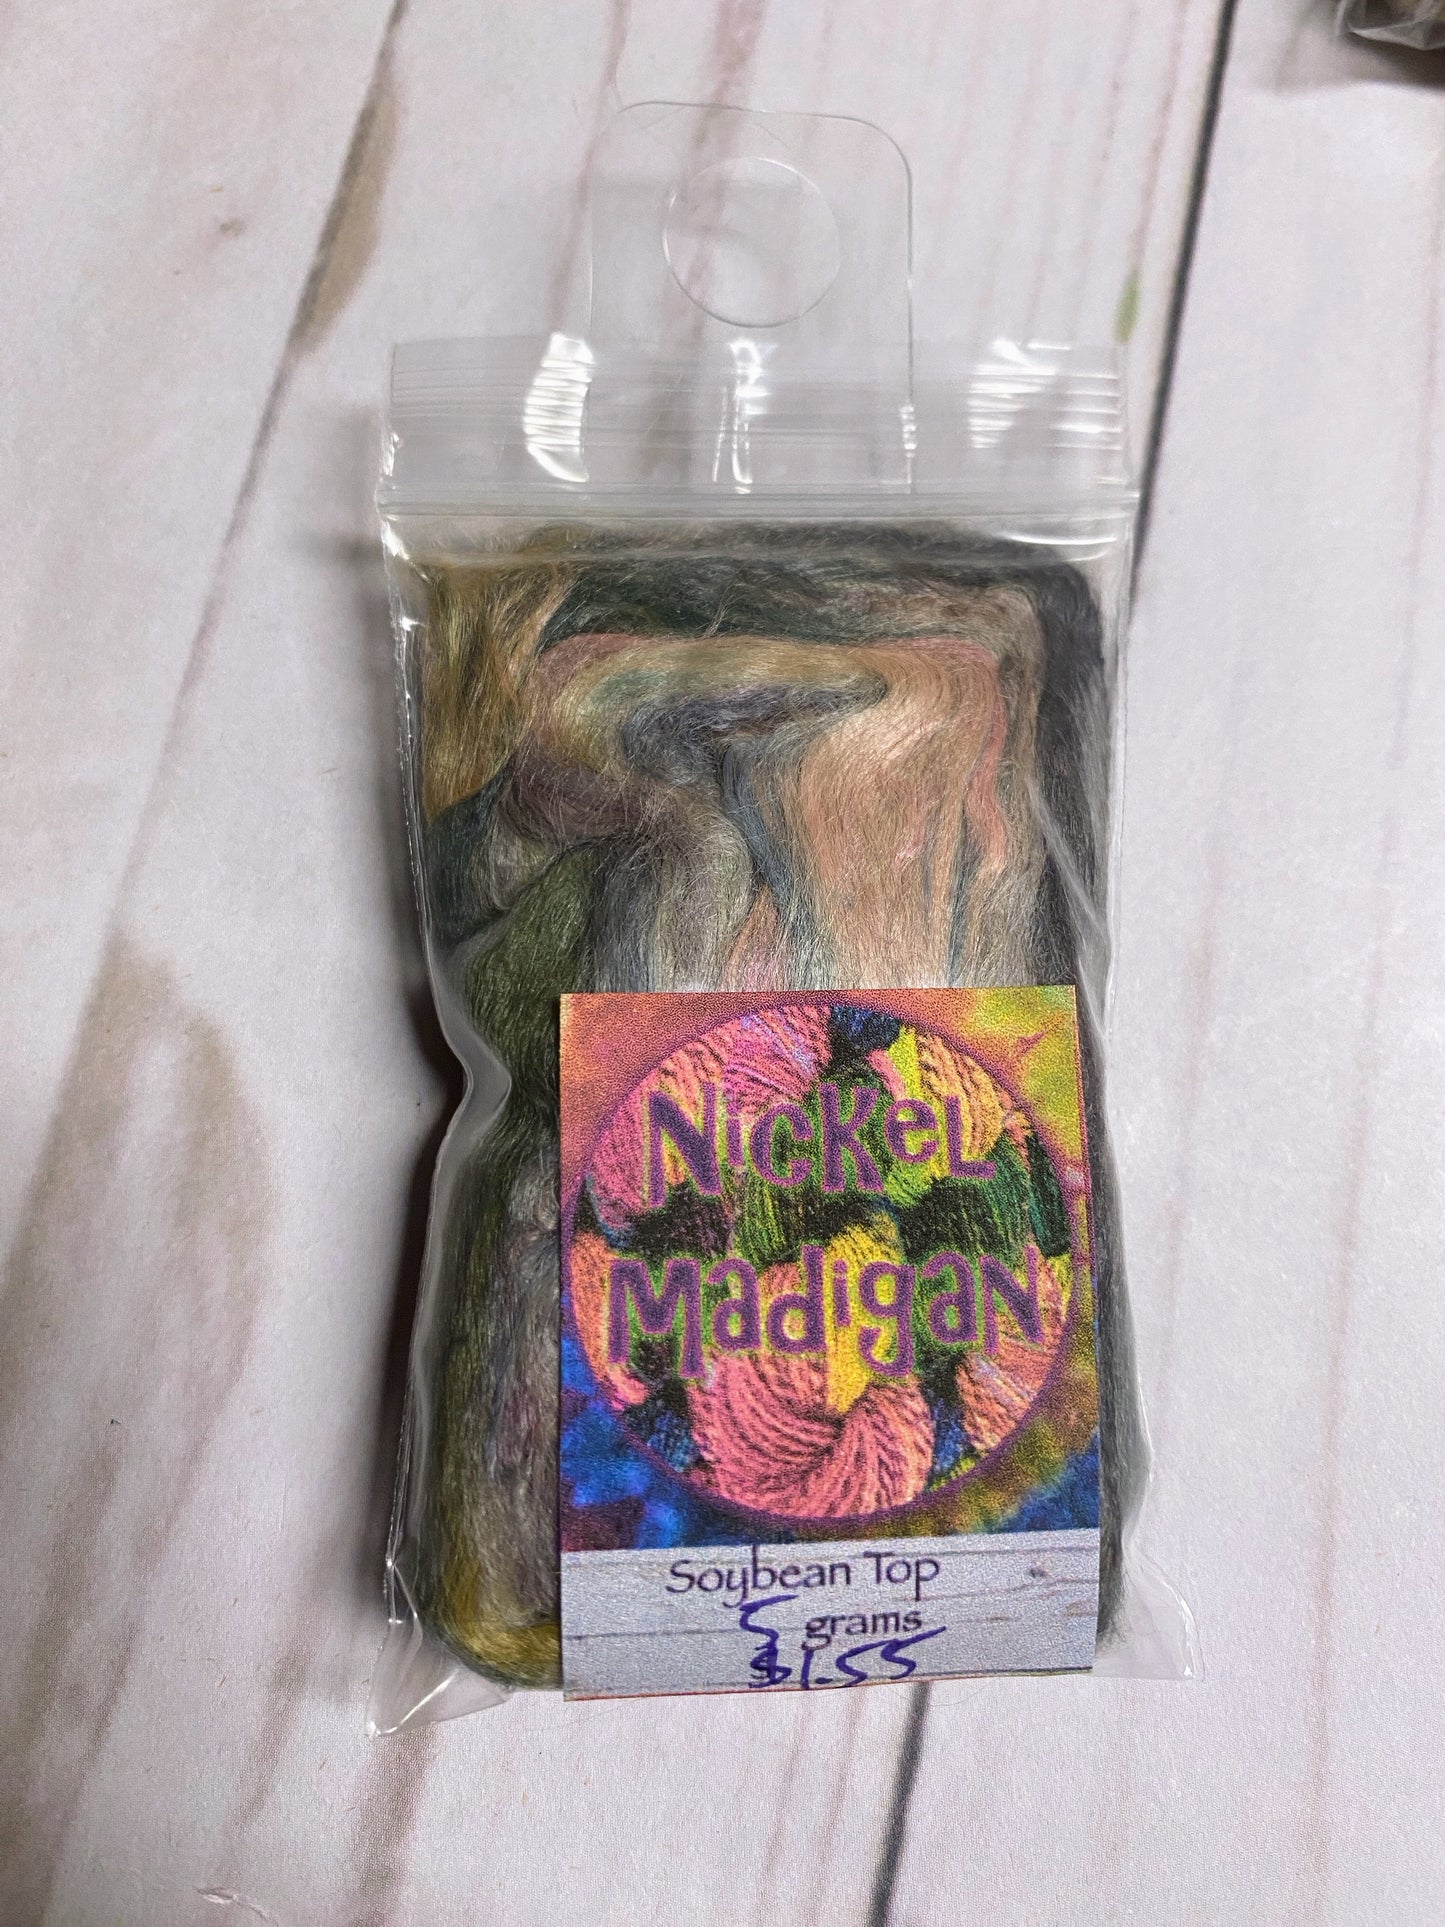 Nickel
Madigan
Soybean Top
5 grams
$1.55